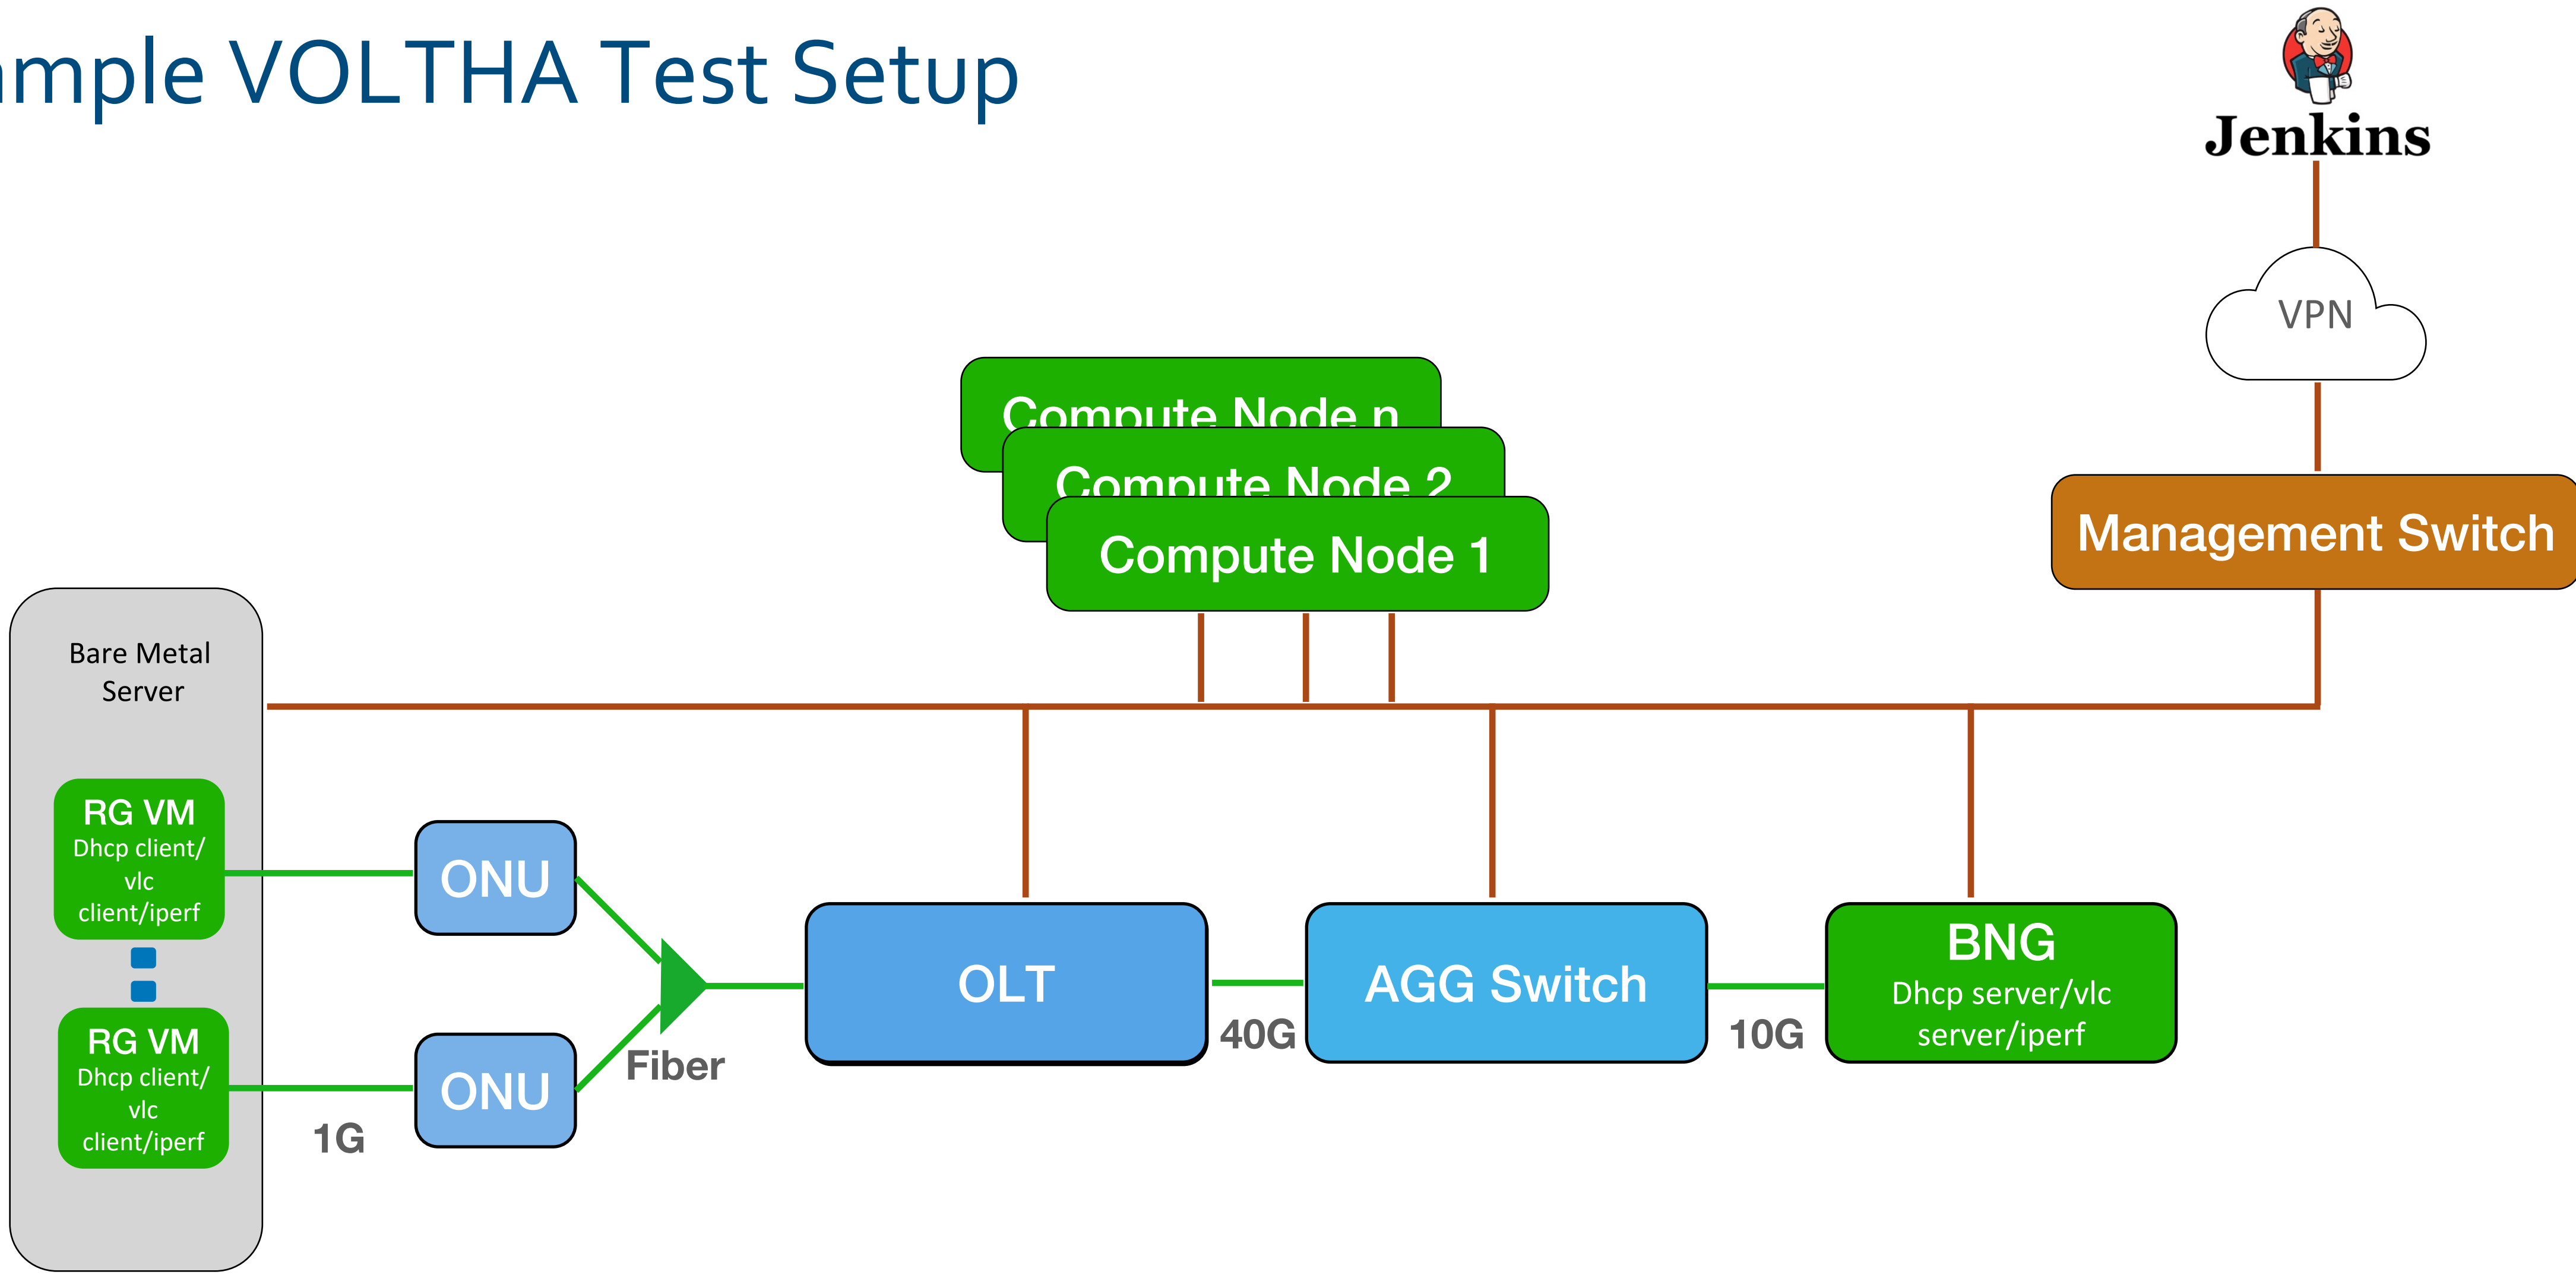 ample VOLTHA Test Setup
Jenkins
VPN
Compute Node n
Compute Node 2
Compute Node 1
Management Switch
Bare Metal
Server
RG VM
Dhcp client/
vlc
client/iperf
RG VM
Dhcp client/
vlc
client/iperf
1G
ONU
ONU
Fiber
OLT
40G
AGG Switch
10G
BNG
Dhcp server/vlc
server/iperf